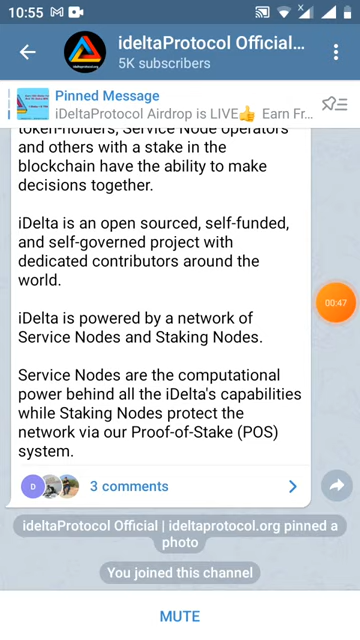 10:55
ideltaProtocol Official...
5K subscribers
Pinned Message
iDeltaProtocol Airdrop is LIVE👍 Earn Fr...
token-holders, Service Node operators
and others with a stake in the
blockchain have the ability to make
decisions together.
iDelta is an open sourced, self-funded,
and self-governed project with
dedicated contributors around the
world.
iDelta is powered by a network of
Service Nodes and Staking Nodes.
00:47
Service Nodes are the computational
power behind all the iDelta's capabilities
while Staking Nodes protect the
network via our Proof-of-Stake (POS)
system.
D
3 comments
ideltaProtocol Official | ideltaprotocol.org pinned a
photo
You joined this channel
MUTE